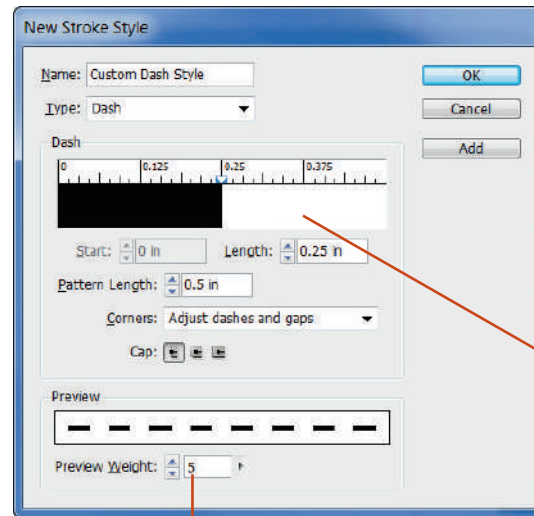 New Stroke Style
Name: Custom Dash Style
OK
Type: Dash
Cancel
Dash
Add
0 0.125 0.25 0.375
Start: 0 in Length: 0.25 in
Pattern Length: 0.5 in
Corners: Adjust dashes and gaps
Cap:
Preview
Preview Weight: 5